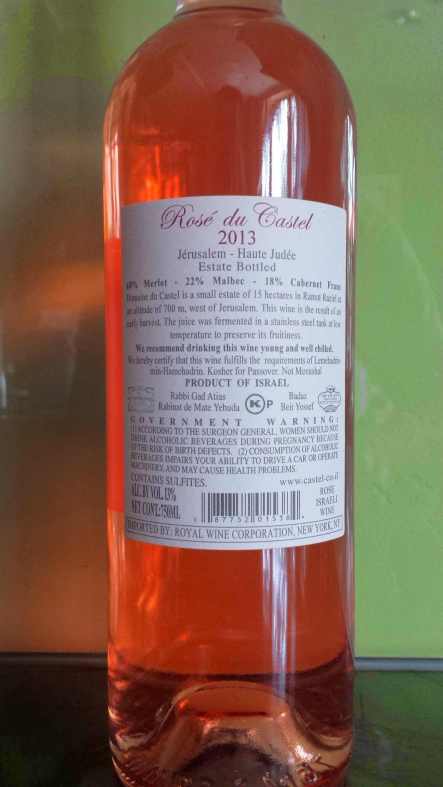 Rosé du Castel
2013
Jérusalem - Haute Judée
Estate Bottled
60% Merlot - 22% Malbec - 18% Cabernet Franc
Domaine du Castel is a small estate of 15 hectares in Ramat Raziel at
an altitude of 700 m, west of Jerusalem. This wine is the result of an
early harvest. The juice was fermented in a stainless steel tank at low
temperature to preserve its fruitiness.
We recommend drinking this wine young and well chilled.
We hereby certify that this wine fulfills the requirements of Lemehadrin-
min-Hamehadrin. Kosher for Passover. Not Mevushal
PRODUCT OF ISRAEL
Rabbi Gad Atias
Rabinat de Mate Yehuda
K P
Badaz
Beit Yossef
GOVERNMENT WARNING:
(1) ACCORDING TO THE SURGEON GENERAL, WOMEN SHOULD NOT
DRINK ALCOHOLIC BEVERAGES DURING PREGNANCY BECAUSE
OF THE RISK OF BIRTH DEFECTS. (2) CONSUMPTION OF ALCOHOLIC
BEVERAGES IMPAIRS YOUR ABILITY TO DRIVE A CAR OR OPERATE
MACHINERY, AND MAY CAUSE HEALTH PROBLEMS.
CONTAINS SULFITES.
www.castel-co.il
ALC. BY VOL. 13%
NET CONT.: 750ML
ROSE
ISRAELI
WINE
IMPORTED BY: ROYAL WINE CORPORATION, NEW YORK, NY